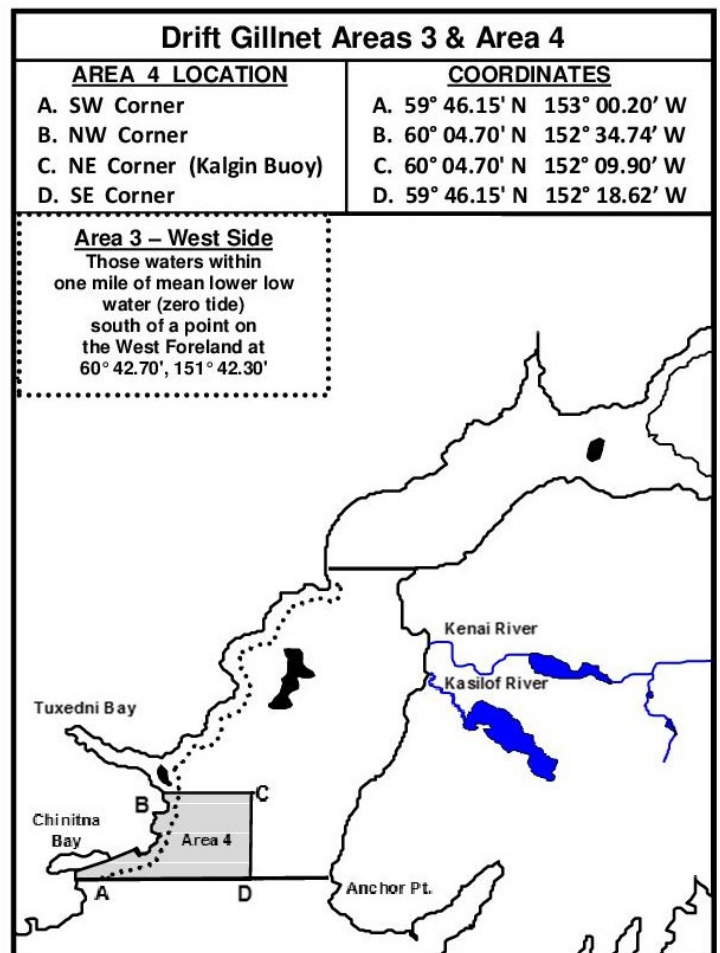 Drift Gillnet Areas 3 & Area 4
AREA 4 LOCATION
A. SW Corner
B. NW Corner
C. NE Corner (Kalgin Buoy)
D. SE Corner
COORDINATES
A. 59° 46.15' N 153° 00.20’ W
B. 60° 04.70' N 152° 34.74’ W
C. 60° 04.70' N 152° 09.90’ W
D. 59° 46.15' N 152° 18.62’ W
Area 3 – West Side
Those waters within
one mile of mean lower low
water (zero tide)
south of a point on
the West Foreland at
60° 42.70', 151° 42.30'
Kenai River
Kasilof River
Tuxedni Bay
B
C
Chinitna
Bay
Area 4
A
D
Anchor Pt.